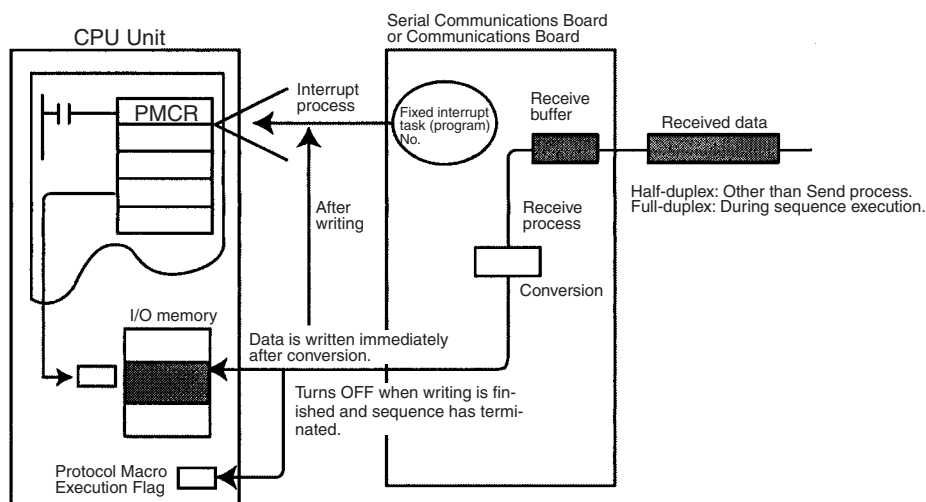 Serial Communications Board
or Communications Board
CPU Unit
PMCR
Interrupt
process
Fixed interrupt
task (program)
No.
Receive
buffer
Received data
Half-duplex: Other than Send process.
Full-duplex: During sequence execution.
After
writing
Receive
process
Conversion
I/O memory
Data is written immediately
after conversion.
Turns OFF when writing is fin-
ished and sequence has termi-
nated.
Protocol Macro
Execution Flag